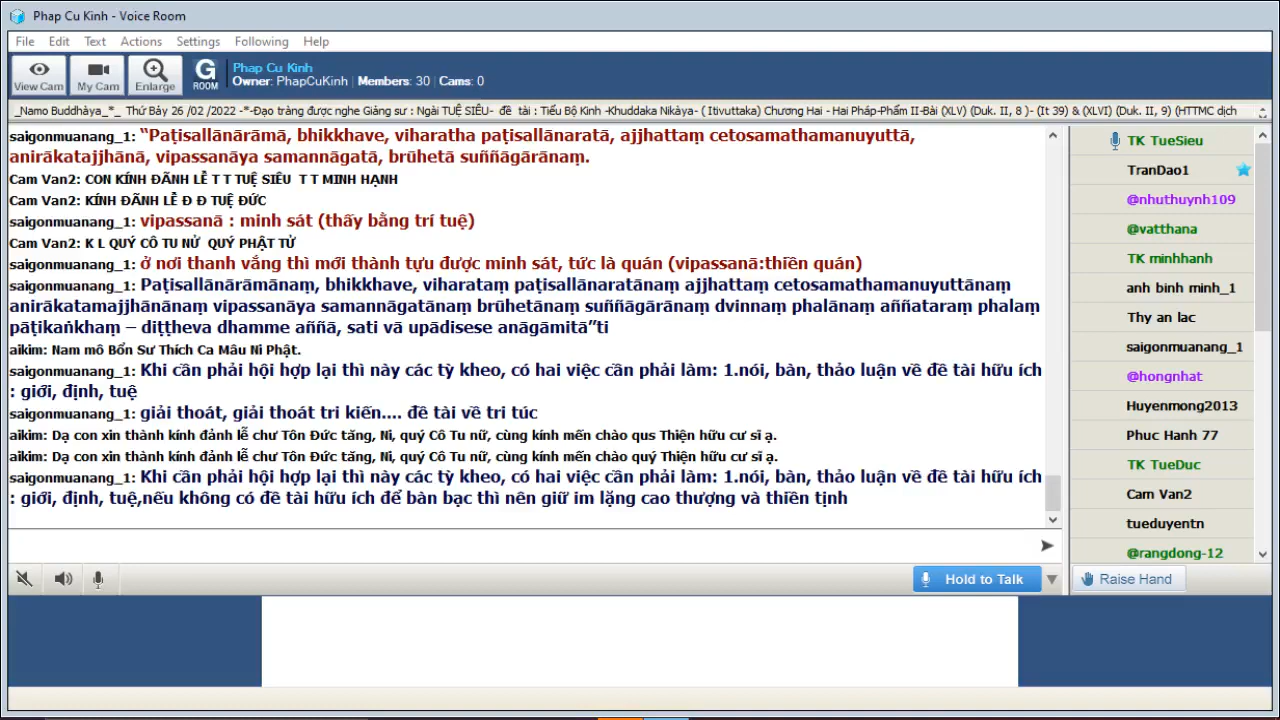 Phap Cu Kinh - Voice Room
File Edit Text Actions Settings Following Help
View Cam My Cam Enlarge G ROOM Phap Cu Kinh
Owner: PhapCuKinh Members: 30 Cams: 0
_Namo Buddhàya_*_ Thứ Bảy 26 /02 /2022 -*-Đạo tràng được nghe Giảng sư : Ngài TUỆ SIÊU- đề tài : Tiểu Bộ Kinh -Khuddaka Nikàya- ( Itivuttaka) Chương Hai - Hai Pháp-Phẩm II-Bài (XLV) (Duk. II, 8 )- (It 39) & (XLVI) (Duk. II, 9) (HTTMC dịch
saigonmuanang_1: “Paṭisallānārāmā, bhikkhave, viharatha paṭisallānaratā, ajjhattaṃ cetosamathamanuyuttā,
anirākatajjhānā, vipassanāya samannāgatā, brūhetā suññāgārānaṃ.
Cam Van2: CON KÍNH ĐÃNH LỄ T T TUỆ SIÊU T T MINH HẠNH
Cam Van2: KÍNH ĐÃNH LỄ Đ Đ TUỆ ĐỨC
saigonmuanang_1: vipassanā : minh sát (thấy bằng trí tuệ)
Cam Van2: K L QUÝ CÔ TU NỬ QUÝ PHẬT TỬ
saigonmuanang_1: ở nơi thanh vắng thì mới thành tựu được minh sát, tức là quán (vipassanā:thiền quán)
saigonmuanang_1: Paṭisallānārāmānaṃ, bhikkhave, viharataṃ paṭisallānaratānaṃ ajjhattaṃ cetosamathamanuyuttānaṃ
anirākatamajjhānānaṃ vipassanāya samannāgatānaṃ brūhetānaṃ suññāgārānaṃ dvinnaṃ phalānaṃ aññataraṃ phalaṃ
pāṭikaṅkhaṃ – diṭṭheva dhamme aññā, sati vā upādisese anāgāmitā”ti
aikim: Nam mô Bổn Sư Thích Ca Mâu Ni Phật.
saigonmuanang_1: Khi cần phải hội hợp lại thì này các tỳ kheo, có hai việc cần phải làm: 1.nói, bàn, thảo luận về đề tài hữu ích
: giới, định, tuệ
saigonmuanang_1: giải thoát, giải thoát tri kiến.... đề tài về tri túc
aikim: Dạ con xin thành kính đảnh lễ chư Tôn Đức tăng, Ni, quý Cô Tu nữ, cùng kính mến chào qus Thiện hữu cư sĩ ạ.
aikim: Dạ con xin thành kính đảnh lễ chư Tôn Đức tăng, Ni, quý Cô Tu nữ, cùng kính mến chào quý Thiện hữu cư sĩ ạ.
saigonmuanang_1: Khi cần phải hội hợp lại thì này các tỳ kheo, có hai việc cần phải làm: 1.nói, bàn, thảo luận về đề tài hữu ích
: giới, định, tuệ,nếu không có đề tài hữu ích để bàn bạc thì nên giữ im lặng cao thượng và thiền tịnh
TK TueSieu
TranDao1
@nhuthuynh109
@vatthana
TK minhhanh
anh binh minh_1
Thy an lac
saigonmuanang_1
@hongnhat
Huyenmong2013
Phuc Hanh 77
TK TueDuc
Cam Van2
tueduyentn
@rangdong-12
Hold to Talk
Raise Hand